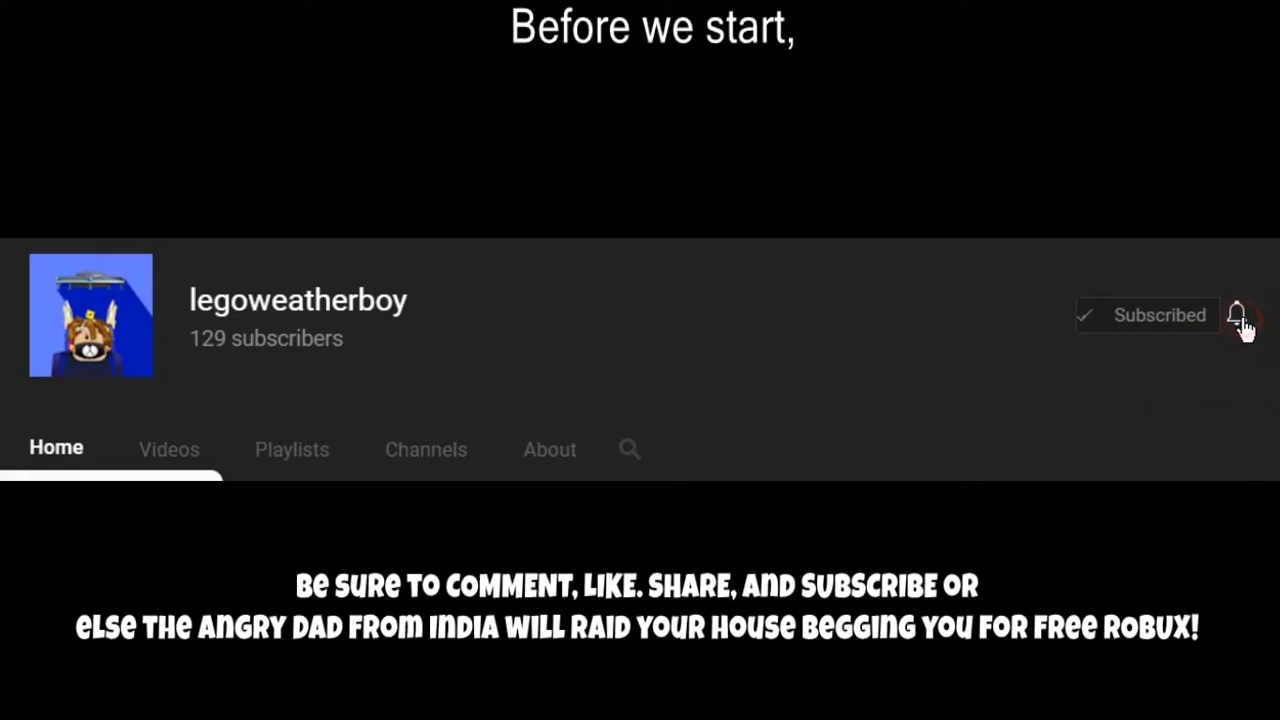 Before we start,
legoweatherboy
129 subscribers
Subscribed
Home Videos Playlists Channels About
Be sure to comment, like. share, and subscribe or
else the angry dad from india will raid your house begging you for free robux!